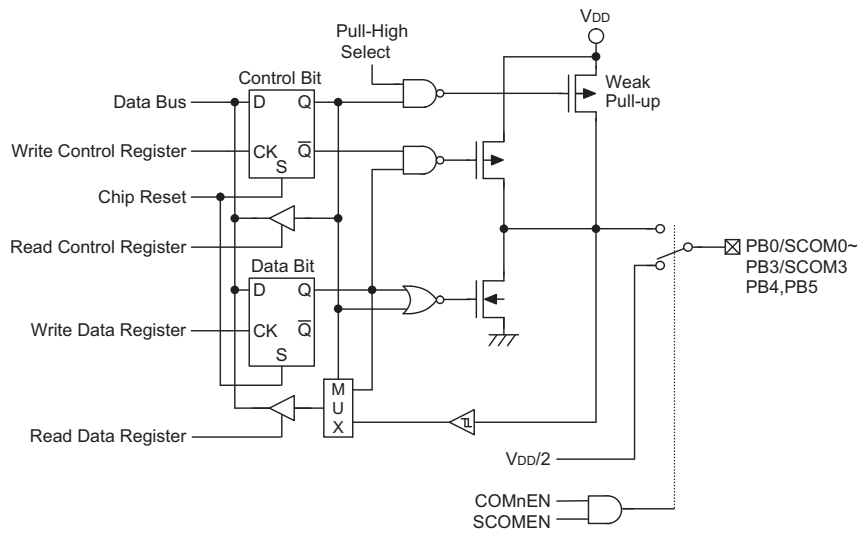 VDD
Pull-High
Select
Control Bit
Weak
Pull-up
Data Bus
D Q
Write Control Register
CK Q
S
Chip Reset
Read Control Register
PB0/SCOM0~
PB3/SCOM3
PB4,PB5
Data Bit
D Q
Write Data Register
CK Q
S
M
U
X
Read Data Register
VDD/2
COMnEN
SCOMEN